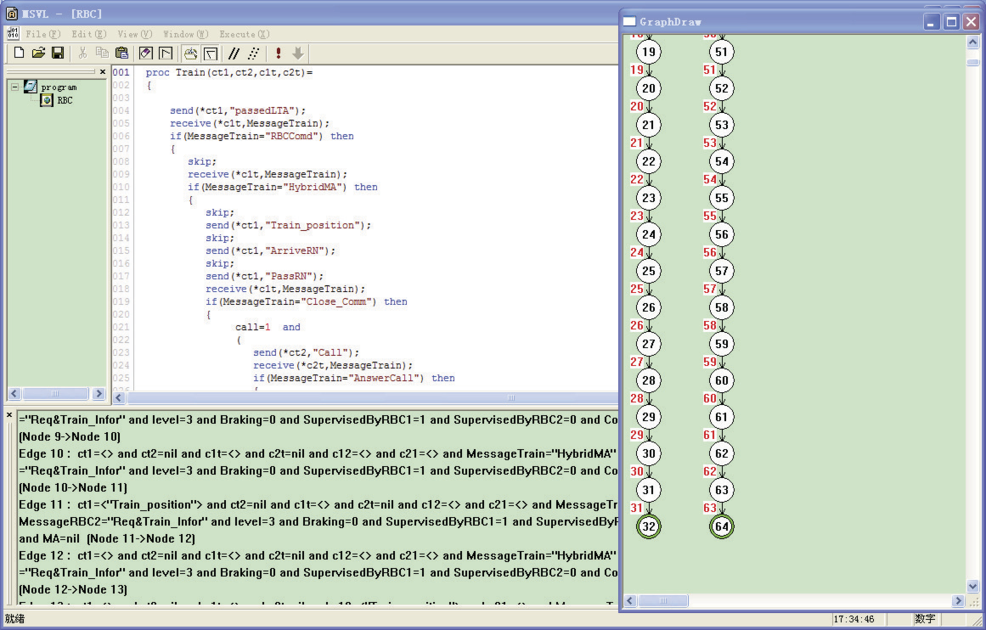 MSVL - [RBC]
File(F) Edit(E) View(V) Window(W) Execute(X)
program
RBC
001 proc Train(ct1,ct2,c1t,c2t)=
002 {
003
004 send(*ct1,"passedLTA");
005 receive(*c1t,MessageTrain);
006 if(MessageTrain="RBCComd") then
007 {
008 skip;
009 receive(*c1t,MessageTrain);
010 if(MessageTrain="HybridMA") then
011 {
012 skip;
013 send(*ct1,"Train_position");
014 skip;
015 send(*ct1,"ArriveRN");
016 skip;
017 send(*ct1,"PassRN");
018 receive(*c1t,MessageTrain);
019 if(MessageTrain="Close_Comm") then
020 {
021 call=1 and
022 {
023 send(*ct2,"Call");
024 receive(*c2t,MessageTrain);
025 if(MessageTrain="AnswerCall") then
="Req&Train_Infor" and level=3 and Braking=0 and SupervisedByRBC1=1 and SupervisedByRBC2=0 and Co
(Node 9->Node 10)
Edge 10 : ct1=<> and ct2=nil and c1t=<> and c2t=nil and c12=<> and c21=<> and MessageTrain="HybridMA"
="Req&Train_Infor" and level=3 and Braking=0 and SupervisedByRBC1=1 and SupervisedByRBC2=0 and Co
(Node 10->Node 11)
Edge 11 : ct1=<"Train_position"> and ct2=nil and c1t=<> and c2t=nil and c12=<> and c21=<> and MessageTr
MessageRBC2="Req&Train_Infor" and level=3 and Braking=0 and SupervisedByRBC1=1 and SupervisedByR
and MA=nil (Node 11->Node 12)
Edge 12 : ct1=<> and ct2=nil and c1t=<> and c2t=nil and c12=<> and c21=<> and MessageTrain="HybridMA"
="Req&Train_Infor" and level=3 and Braking=0 and SupervisedByRBC1=1 and SupervisedByRBC2=0 and Co
(Node 12->Node 13)
就绪
17:34:46 数字
GraphDraw
19 51
19 51
20 52
20 52
21 53
21 53
22 54
22 54
23 55
23 55
24 56
24 56
25 57
25 57
26 58
26 58
27 59
27 59
28 60
28 60
29 61
29 61
30 62
30 62
31 63
31 63
32 64